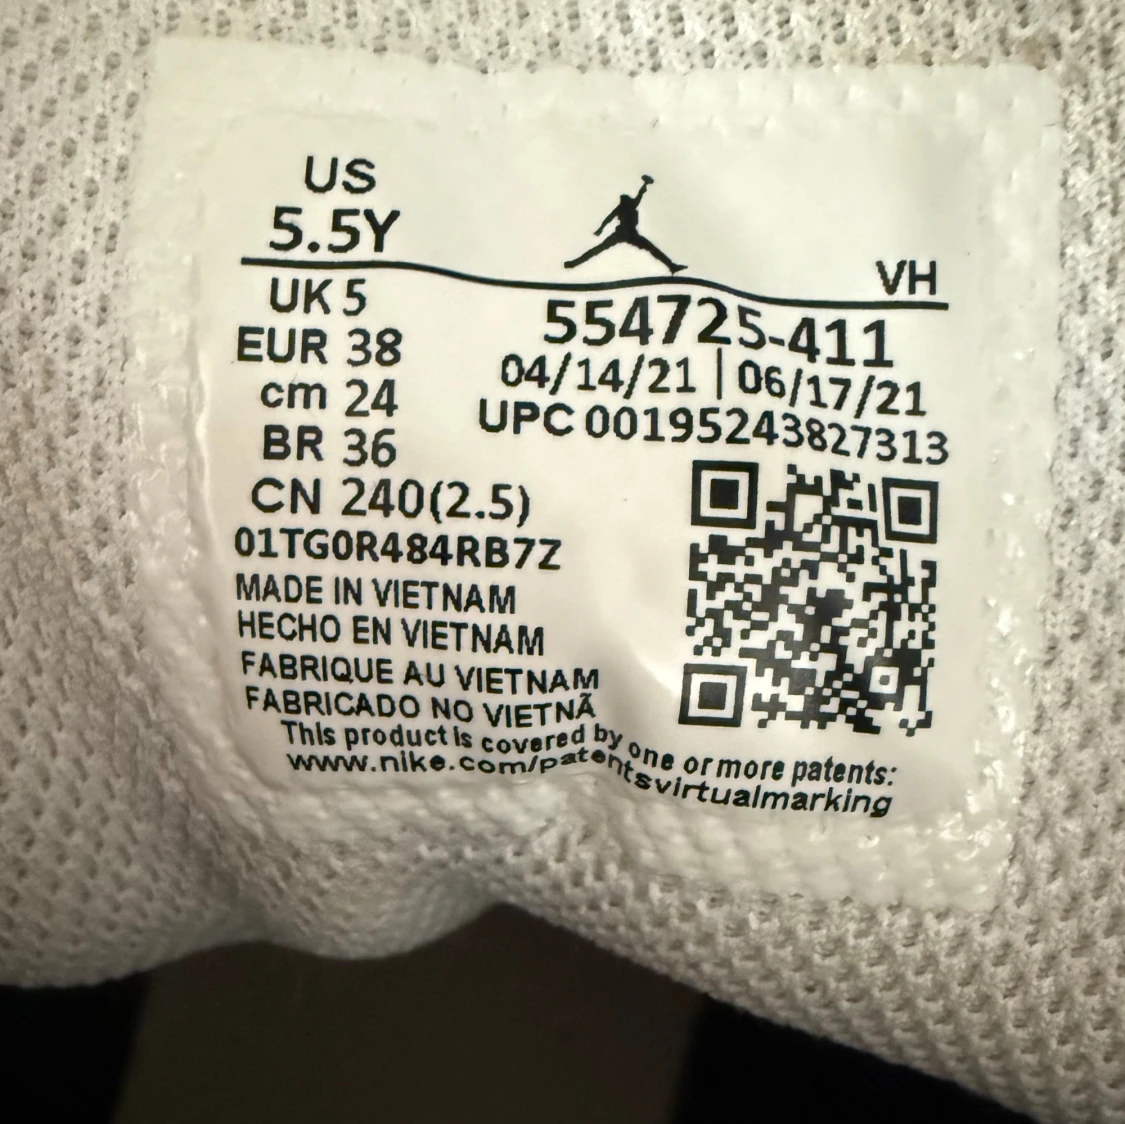 US
5.5Y
VH
UK 5
EUR 38
cm 24
BR 36
CN 240(2.5)
01TG0R484RB7Z
554725-411
04/14/21 | 06/17/21
UPC 00195243827313
MADE IN VIETNAM
HECHO EN VIETNAM
FABRIQUE AU VIETNAM
FABRICADO NO VIETNÃ
This product is covered by one or more patents:
www.nike.com/patentsvirtualmarking